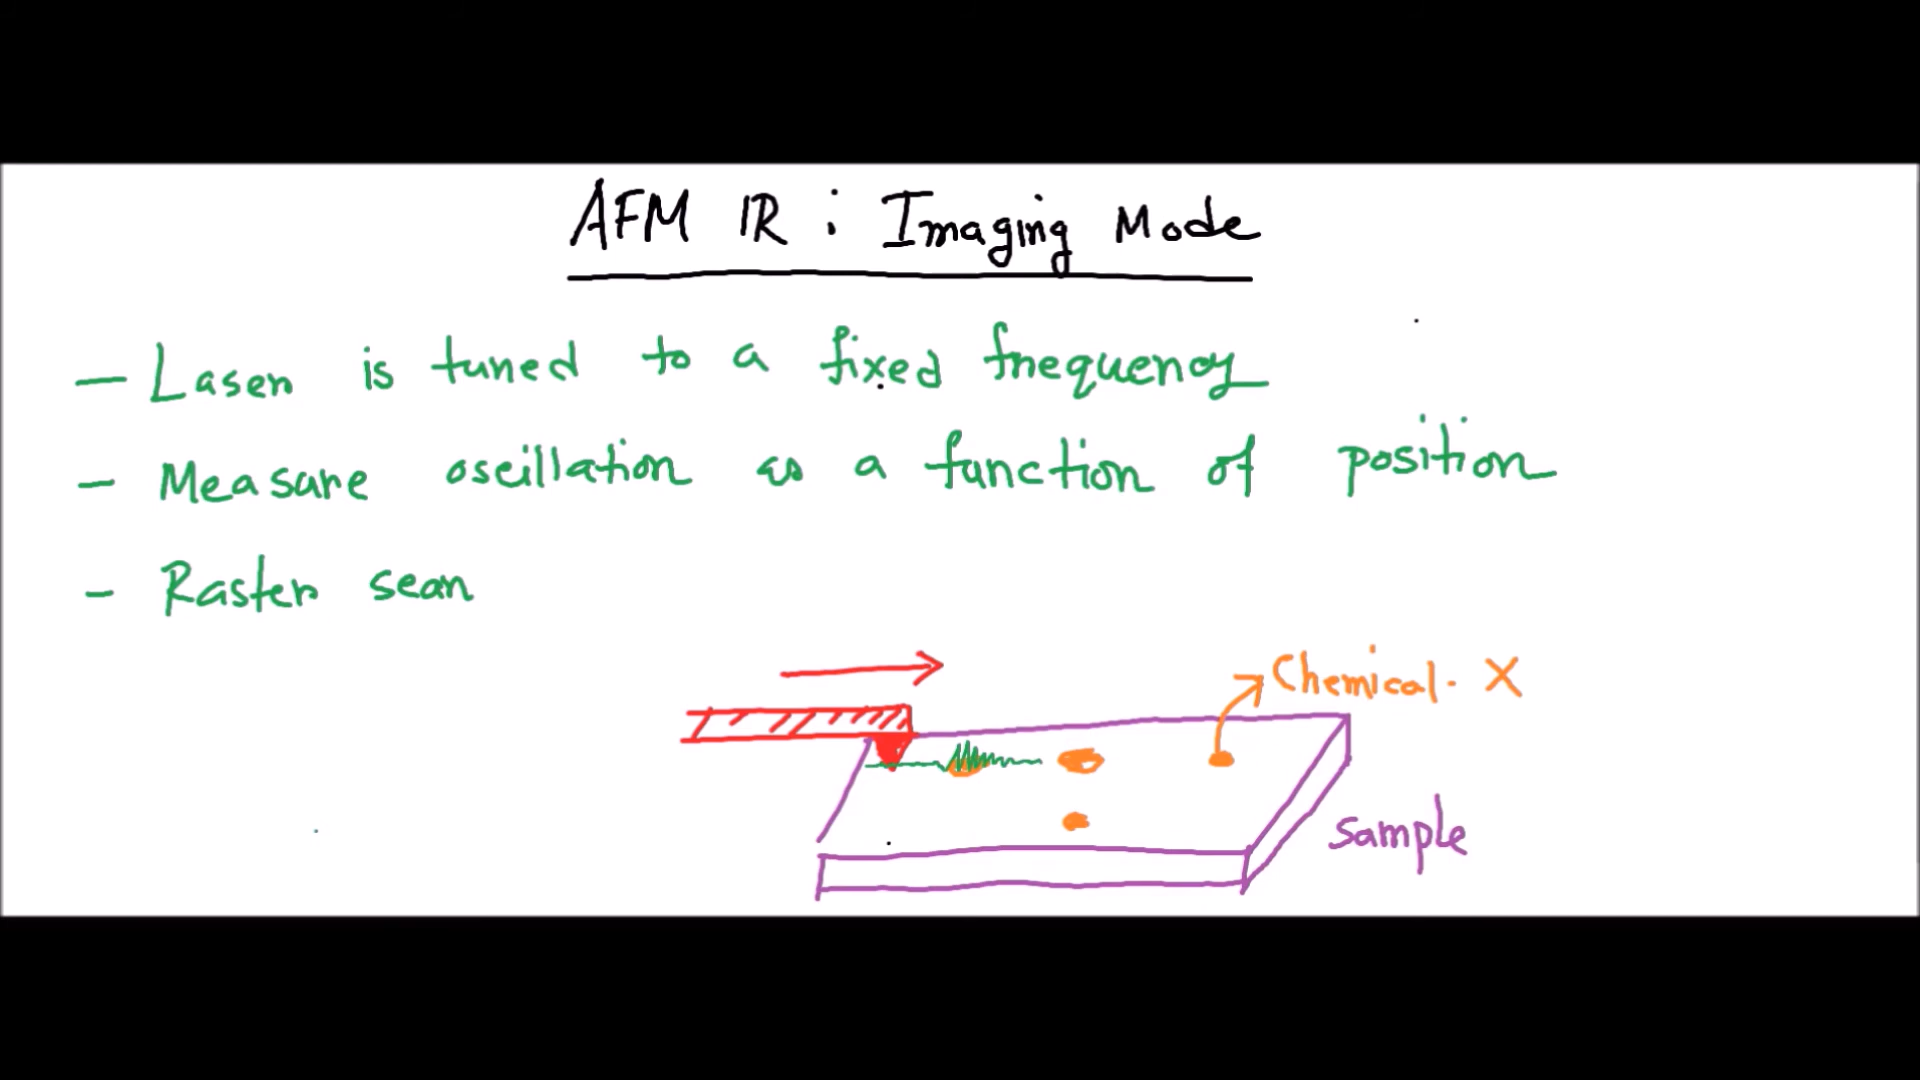 AFM IR : Imaging Mode
- Laser is tuned to a fixed frequency
- Measure oscillation as a function of position
- Raster scan
Chemical. X
Sample